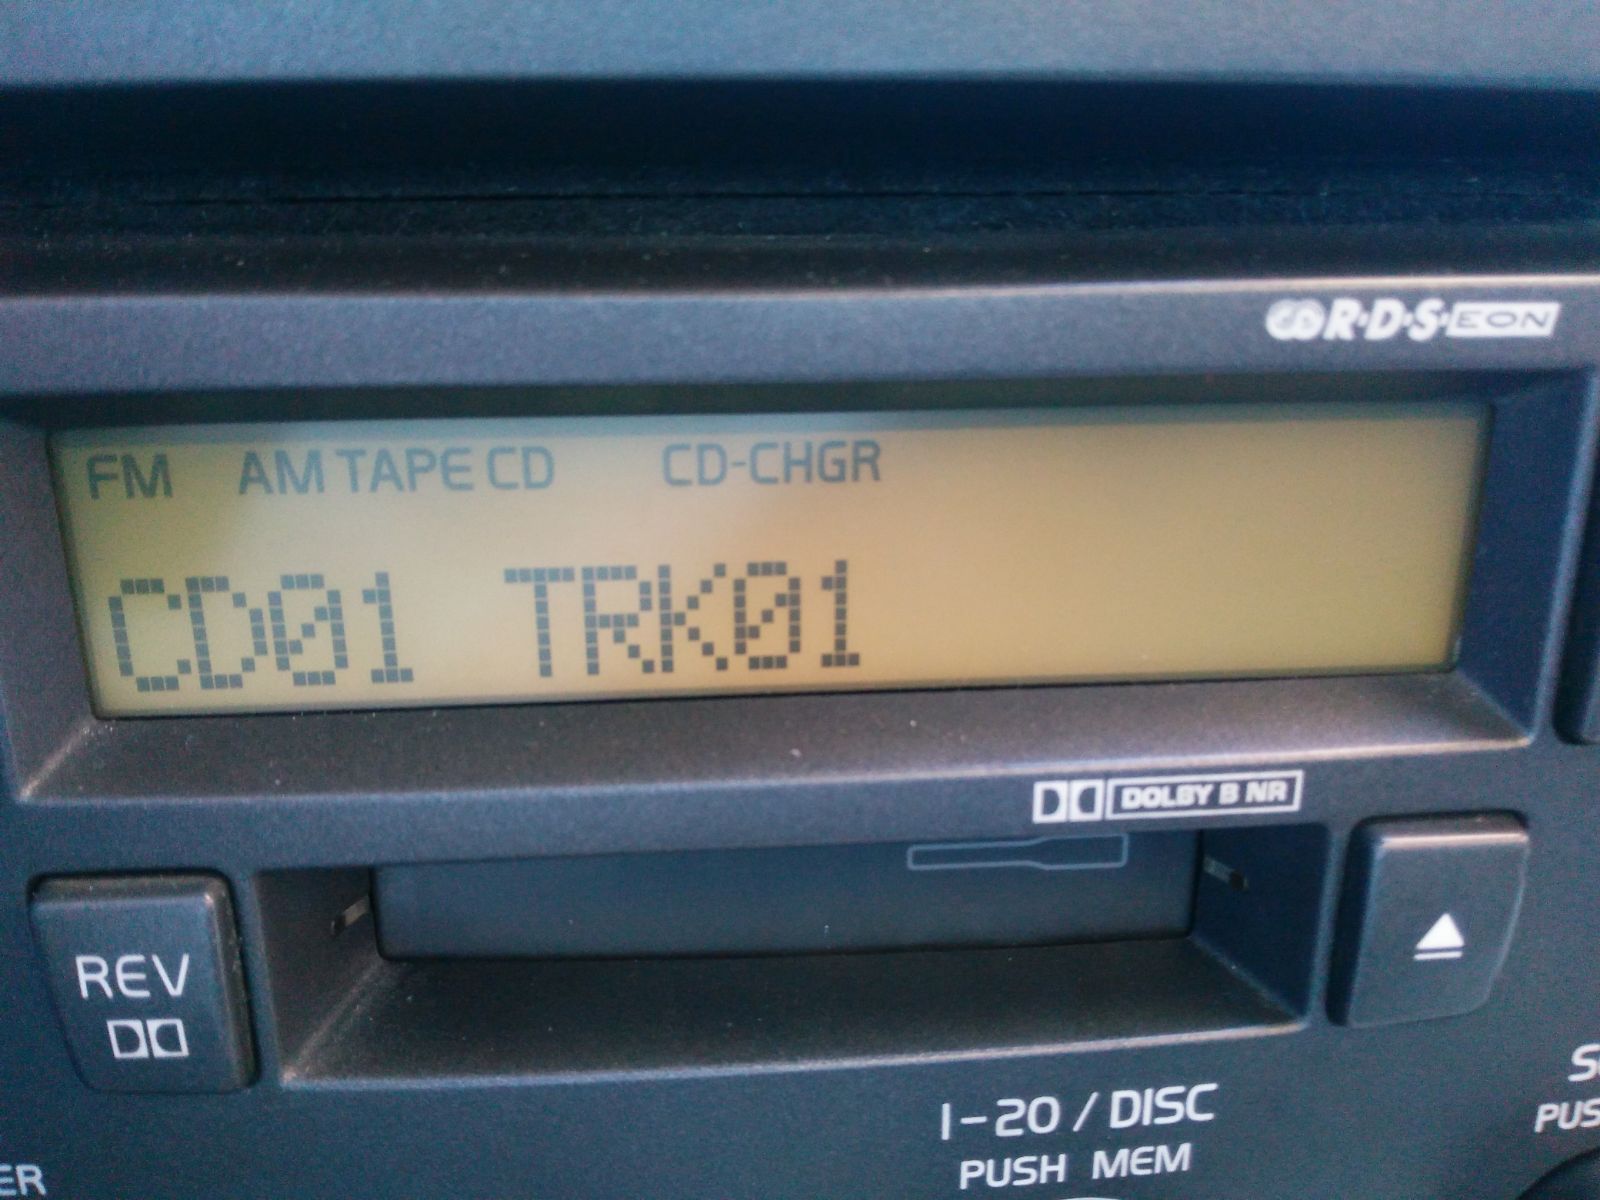 R·D·S·EON
FM AM TAPE CD CD-CHGR
CD01 TRK01
DOLBY B NR
REV
1-20 / DISC
PUSH MEM